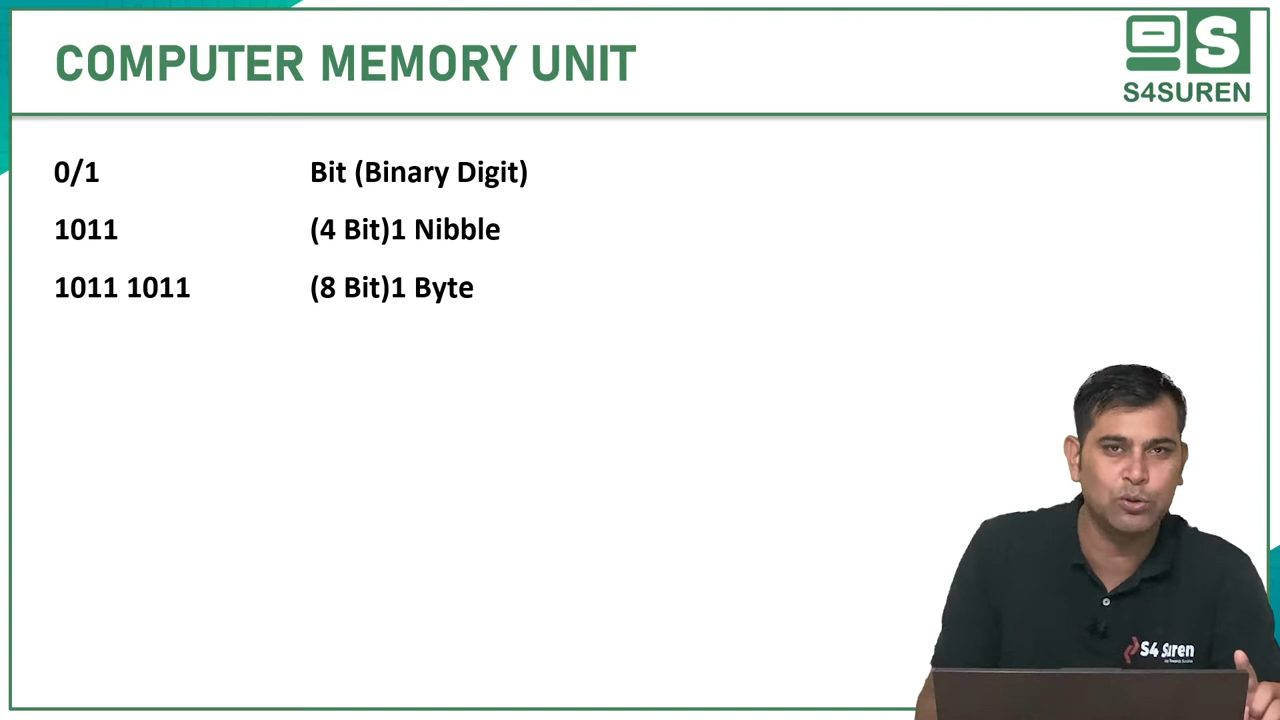 COMPUTER MEMORY UNIT
S
S4SUREN
0/1 Bit (Binary Digit)
1011 (4 Bit)1 Nibble
1011 1011 (8 Bit)1 Byte
S4 Suren